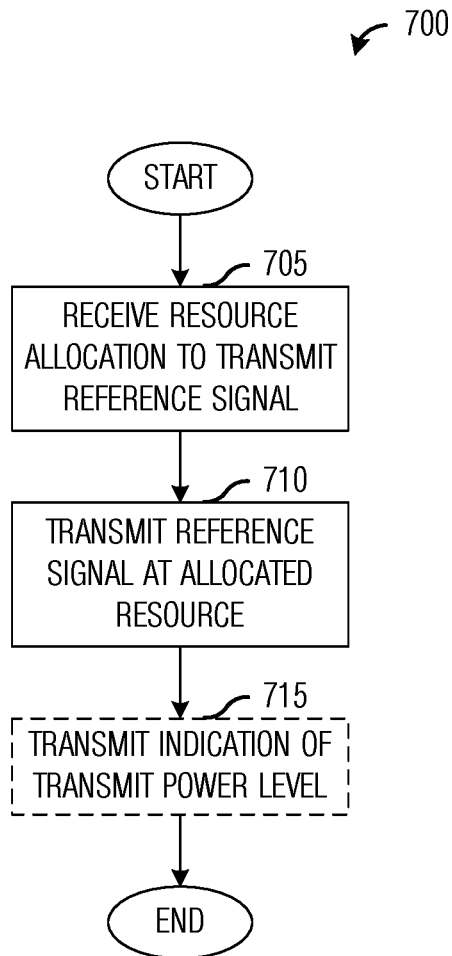 700
START
705
RECEIVE RESOURCE
ALLOCATION TO TRANSMIT
REFERENCE SIGNAL
710
TRANSMIT REFERENCE
SIGNAL AT ALLOCATED
RESOURCE
715
TRANSMIT INDICATION OF
TRANSMIT POWER LEVEL
END